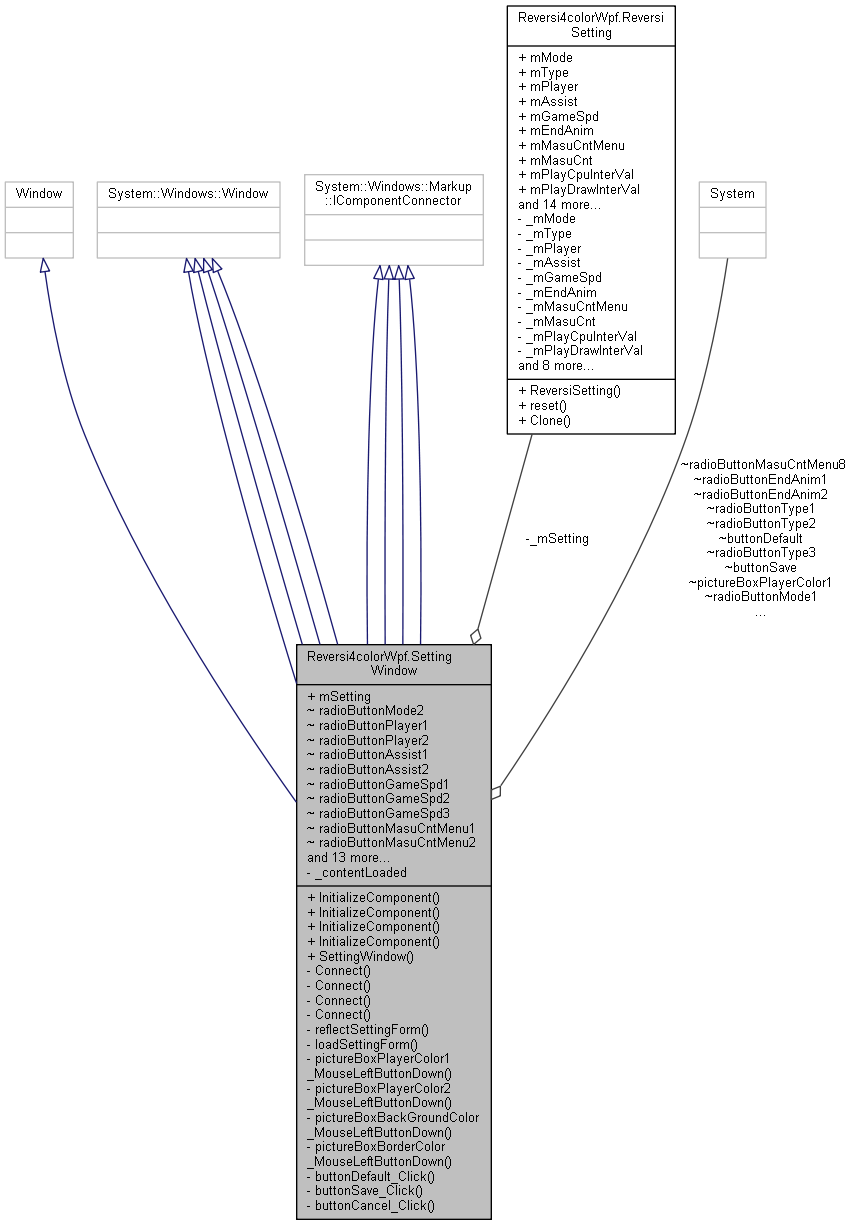 Reversi4colorWpf.Reversi
Setting
+ mMode
+ mType
+ mPlayer
+ mAssist
+ mGameSpd
+ mEndAnim
+ mMasuCntMenu
+ mMasuCnt
+ mPlayCpuInterVal
+ mPlayDrawInterVal
and 14 more...
- _mMode
- _mType
- _mPlayer
- _mAssist
- _mGameSpd
- _mEndAnim
- _mMasuCntMenu
- _mMasuCnt
- _mPlayCpuInterVal
- _mPlayDrawInterVal
and 8 more...
+ ReversiSetting()
+ reset()
+ Clone()
Window
System::Windows::Window
System::Windows::Markup
::IComponentConnector
System
~radioButtonMasuCntMenu8
~radioButtonEndAnim1
~radioButtonEndAnim2
~radioButtonType1
~radioButtonType2
~buttonDefault
~radioButtonType3
~buttonSave
~pictureBoxPlayerColor1
~radioButtonMode1
...
-_mSetting
Reversi4colorWpf.Setting
Window
+ mSetting
~ radioButtonMode2
~ radioButtonPlayer1
~ radioButtonPlayer2
~ radioButtonAssist1
~ radioButtonAssist2
~ radioButtonGameSpd1
~ radioButtonGameSpd2
~ radioButtonGameSpd3
~ radioButtonMasuCntMenu1
~ radioButtonMasuCntMenu2
and 13 more...
- _contentLoaded
+ InitializeComponent()
+ InitializeComponent()
+ InitializeComponent()
+ InitializeComponent()
+ SettingWindow()
- Connect()
- Connect()
- Connect()
- Connect()
- reflectSettingForm()
- loadSettingForm()
- pictureBoxPlayerColor1
_MouseLeftButtonDown()
- pictureBoxPlayerColor2
_MouseLeftButtonDown()
- pictureBoxBackGroundColor
_MouseLeftButtonDown()
- pictureBoxBorderColor
_MouseLeftButtonDown()
- buttonDefault_Click()
- buttonSave_Click()
- buttonCancel_Click()